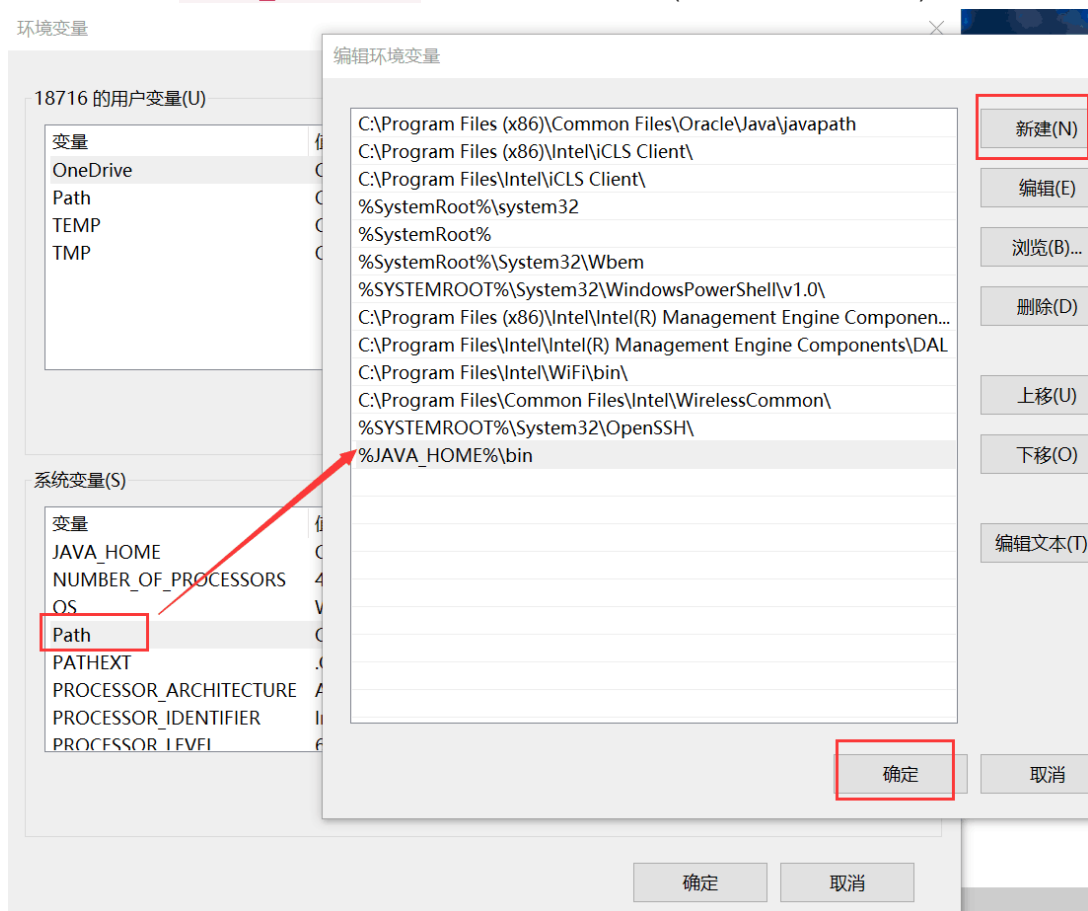 环境变量
编辑环境变量
18716 的用户变量(U)
变量
OneDrive
Path
TEMP
TMP
C:\Program Files (x86)\Common Files\Oracle\Java\javapath
C:\Program Files (x86)\Intel\iCLS Client\
C:\Program Files\Intel\iCLS Client\
%SystemRoot%\system32
%SystemRoot%
%SystemRoot%\System32\Wbem
%SYSTEMROOT%\System32\WindowsPowerShell\v1.0\
C:\Program Files (x86)\Intel\Intel(R) Management Engine Componen...
C:\Program Files\Intel\Intel(R) Management Engine Components\DAL
C:\Program Files\Intel\WiFi\bin\
C:\Program Files\Common Files\Intel\WirelessCommon\
%SYSTEMROOT%\System32\OpenSSH\
%JAVA_HOME%\bin
新建(N)
编辑(E)
浏览(B)...
删除(D)
上移(U)
下移(O)
编辑文本(T)
系统变量(S)
变量
JAVA_HOME
NUMBER_OF_PROCESSORS 4
OS
Path
PATHEXT
PROCESSOR_ARCHITECTURE
PROCESSOR_IDENTIFIER
PROCESSOR_LEVEL 6
确定
取消
确定
取消